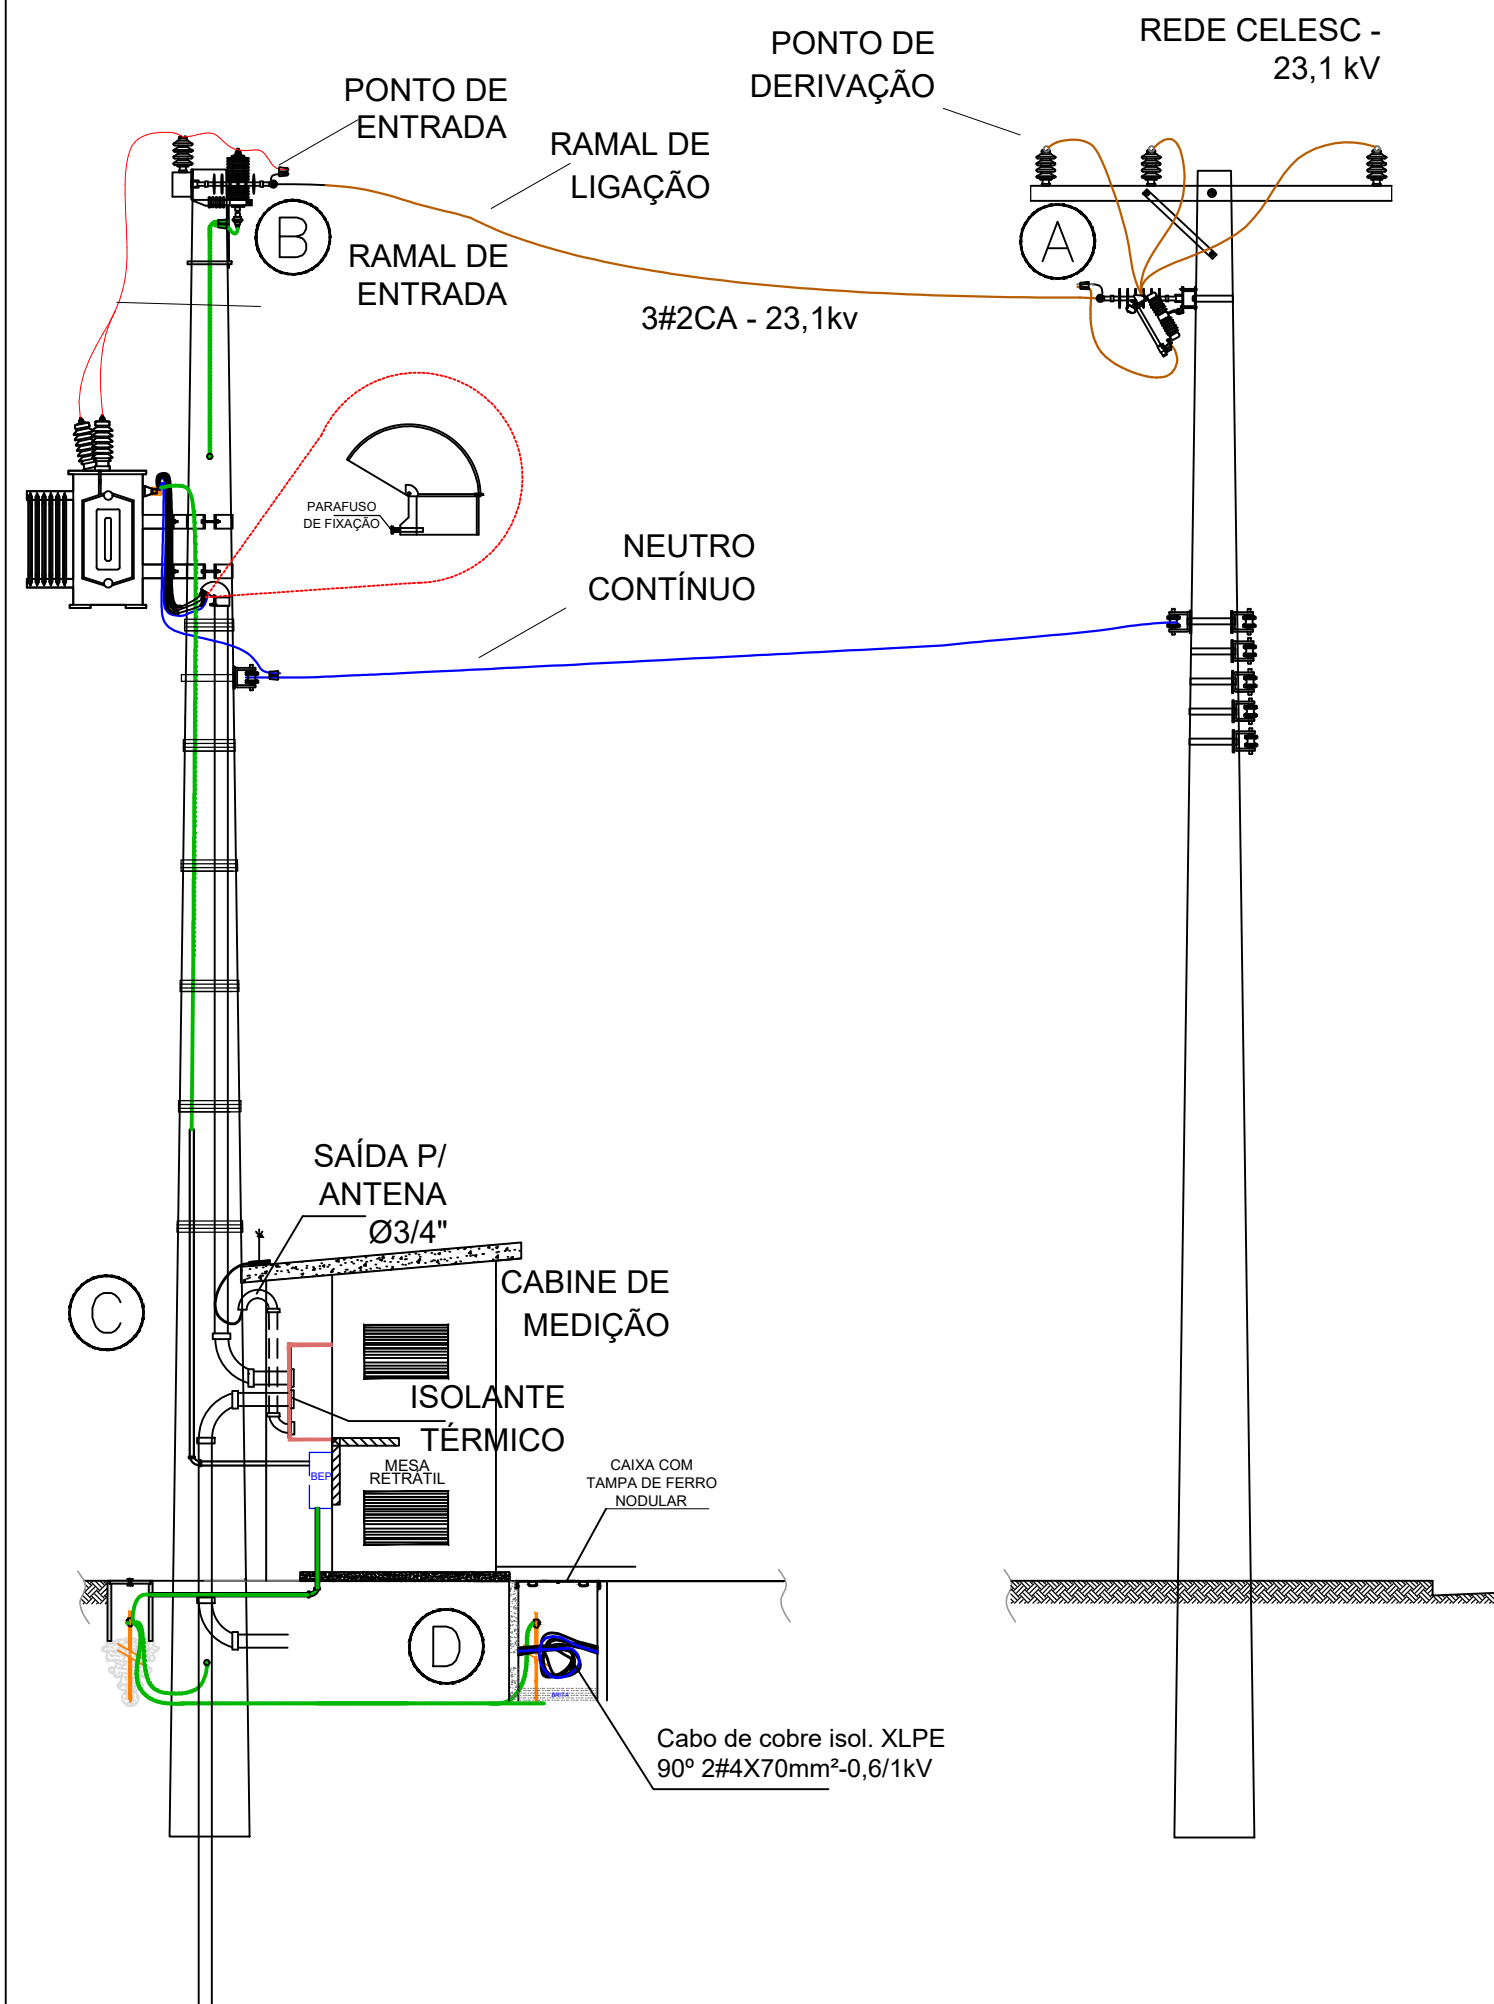 REDE CELESC -
23,1 kV
PONTO DE
DERIVAÇÃO
PONTO DE
ENTRADA
RAMAL DE
LIGAÇÃO
B
A
RAMAL DE
ENTRADA
3#2CA - 23,1kv
PARAFUSO
DE FIXAÇÃO
NEUTRO
CONTÍNUO
SAÍDA P/
ANTENA
Ø3/4"
C
CABINE DE
MEDIÇÃO
ISOLANTE
TÉRMICO
MESA
RETRÁTIL
BEP
CAIXA COM
TAMPA DE FERRO
NODULAR
D
BRITA
Cabo de cobre isol. XLPE
90º 2#4X70mm²-0,6/1kV